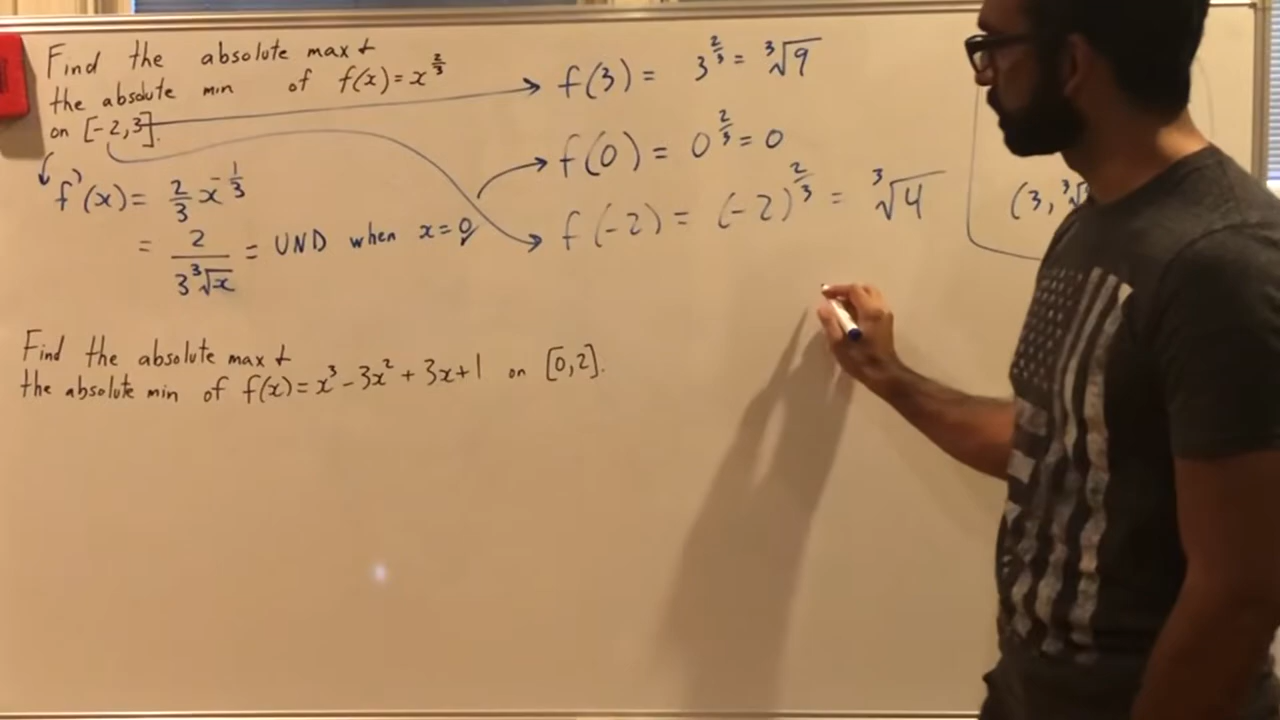 Find the absolute max +
the absolute min of f(x) = x^{2/3}
on [-2,3].
f'(x) = 2/3 x^{-1/3}
= 2/(3∛x) = UND when x=0
f(3) = 3^{2/3} = ∛9
f(0) = 0^{2/3} = 0
f(-2) = (-2)^{2/3} = ∛4
(3, ∛
Find the absolute max +
the absolute min of f(x) = x³ - 3x² + 3x + 1 on [0,2].